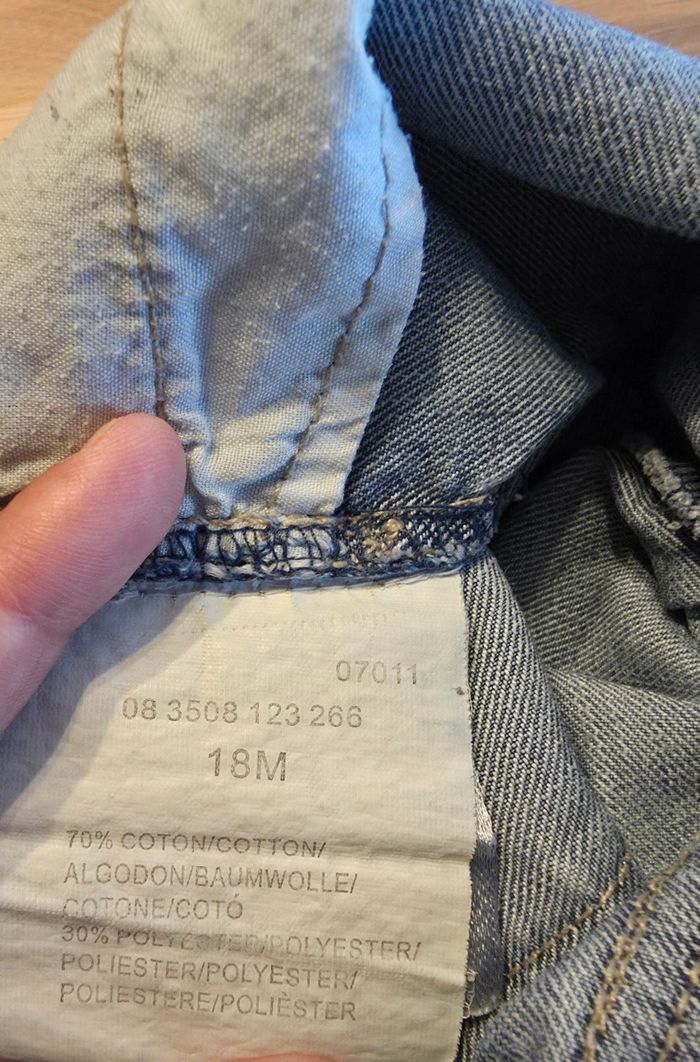 07011
08 3508 123 266
18M
70% COTON/COTTON/
ALGODON/BAUMWOLLE/
COTONE/COTÓ
30% POLYESTER/POLYESTER/
POLIESTER/POLYESTER/
POLIESTERE/POLIÈSTER